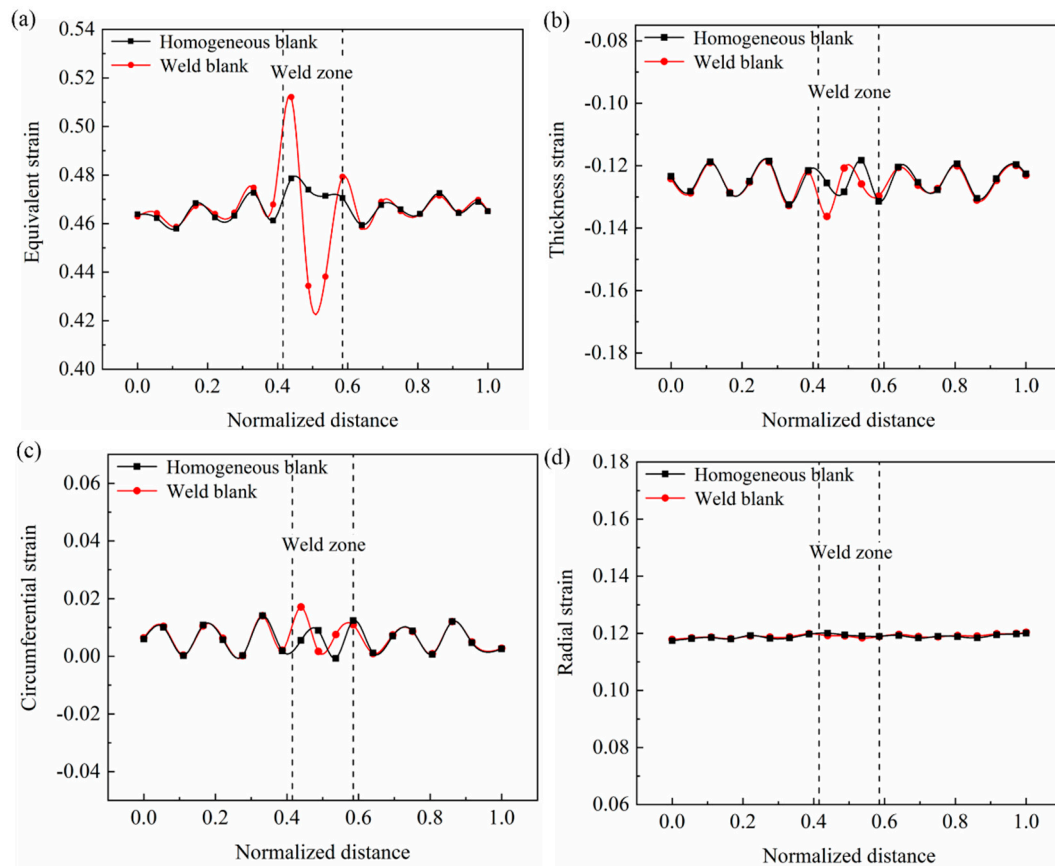 (a)
0.54
0.52
0.50
0.48
0.46
0.44
0.42
0.40
Equivalent strain
Homogeneous blank
Weld blank
Weld zone
0.0 0.2 0.4 0.6 0.8 1.0
Normalized distance
(b)
-0.08
-0.10
-0.12
-0.14
-0.16
-0.18
Thickness strain
Homogeneous blank
Weld blank
Weld zone
0.0 0.2 0.4 0.6 0.8 1.0
Normalized distance
(c)
0.06
0.04
0.02
0.00
-0.02
-0.04
Circumferential strain
Homogeneous blank
Weld blank
Weld zone
0.0 0.2 0.4 0.6 0.8 1.0
Normalized distance
(d)
0.18
0.16
0.14
0.12
0.10
0.08
0.06
Radial strain
Homogeneous blank
Weld blank
Weld zone
0.0 0.2 0.4 0.6 0.8 1.0
Normalized distance